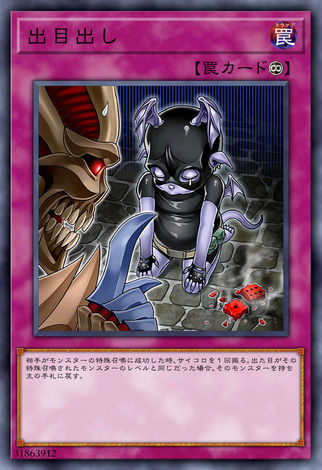 出目出し
トラップ
罠
【罠カード♾】
相手がモンスターの特殊召喚に成功した時、サイコロを1回振る。出た目がその
特殊召喚されたモンスターのレベルと同じだった場合、そのモンスターを持ち
主の手札に戻す。
31863912